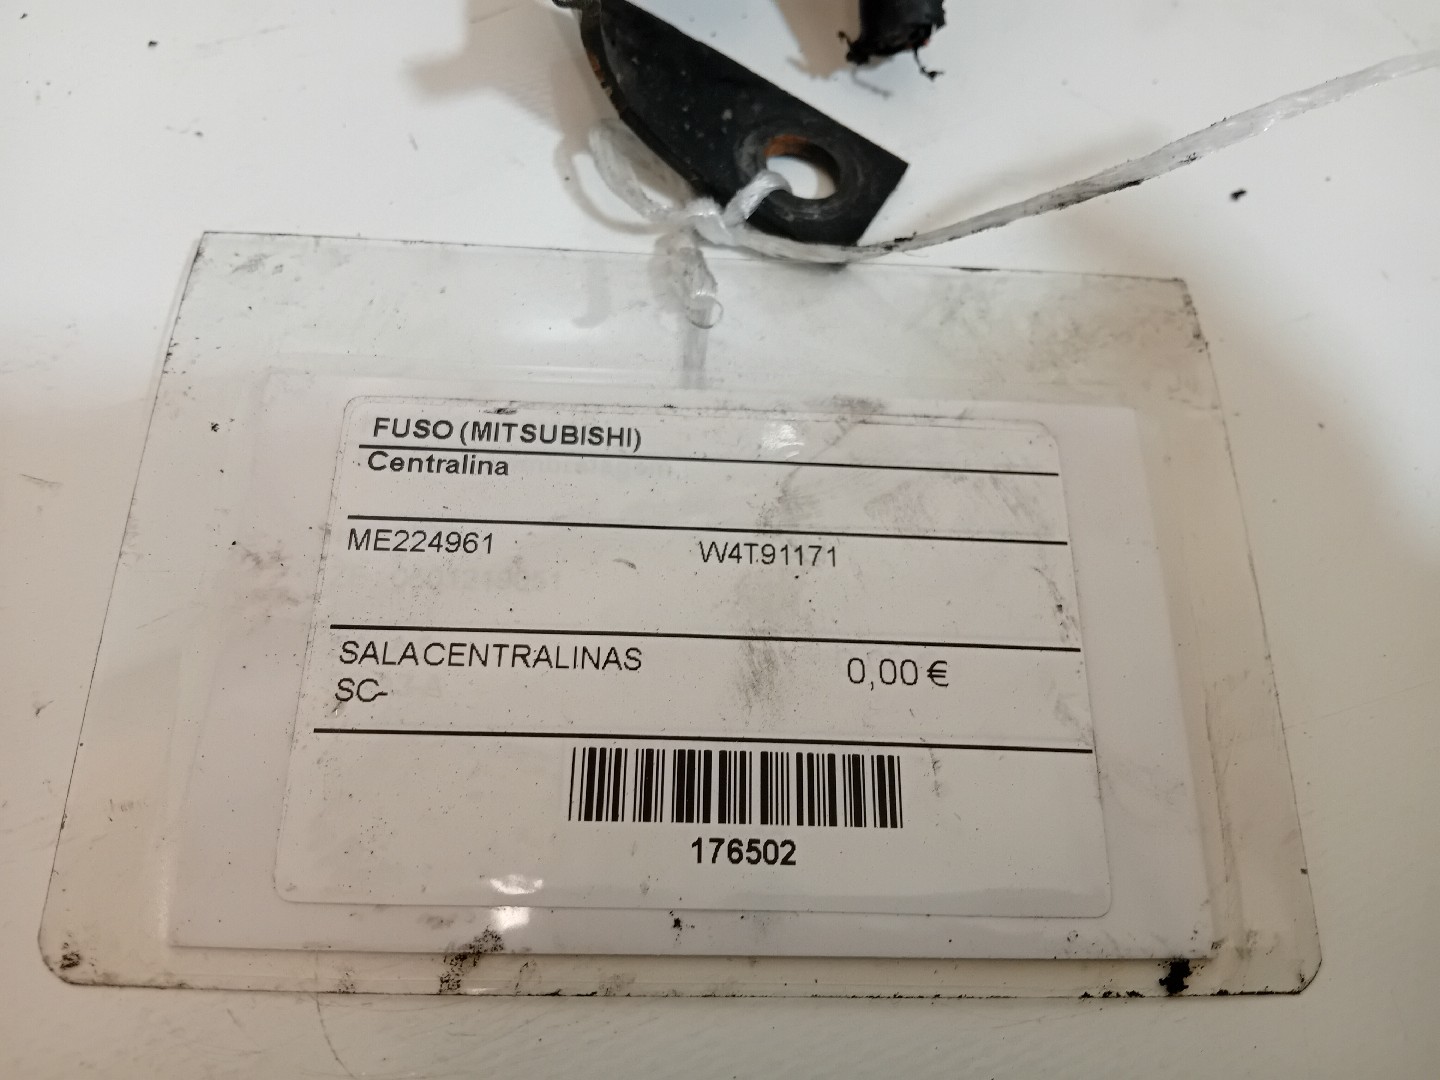 FUSO (MITSUBISHI)
Centralina
ME224961 W4T91171
SALACENTRALINAS 0,00 €
SC-
176502